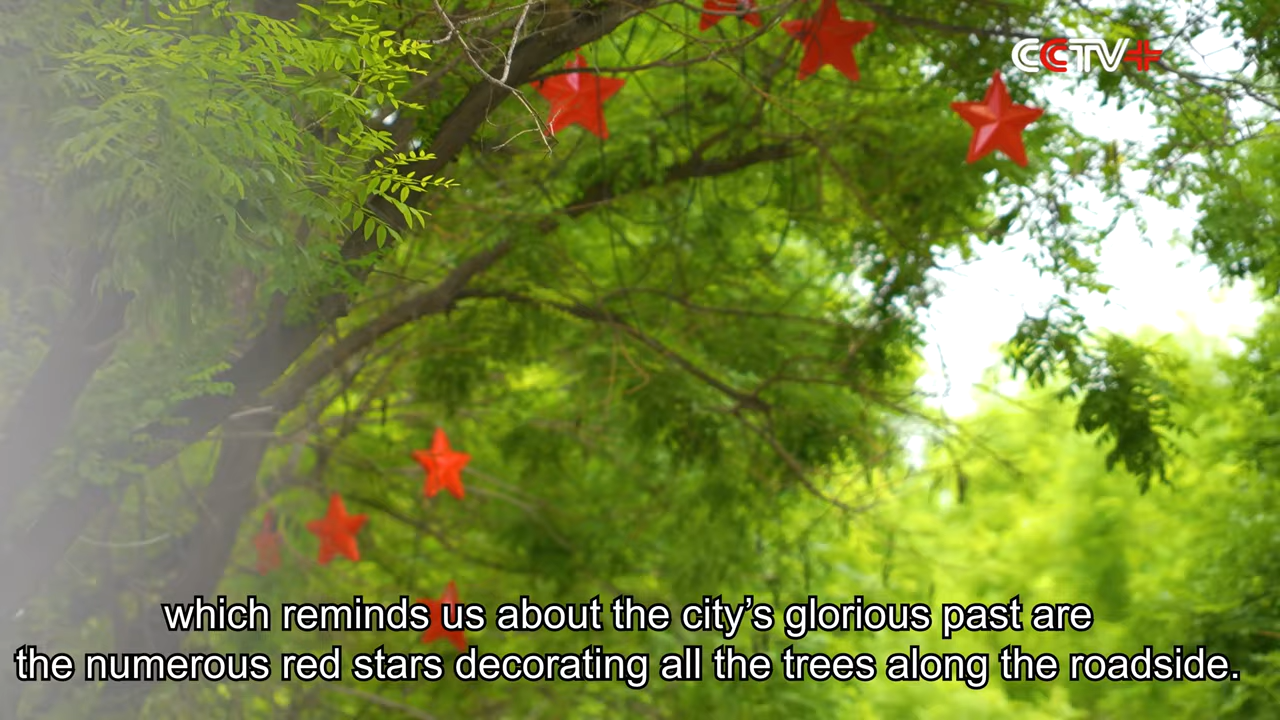 CCTV+
which reminds us about the city's glorious past are
the numerous red stars decorating all the trees along the roadside.